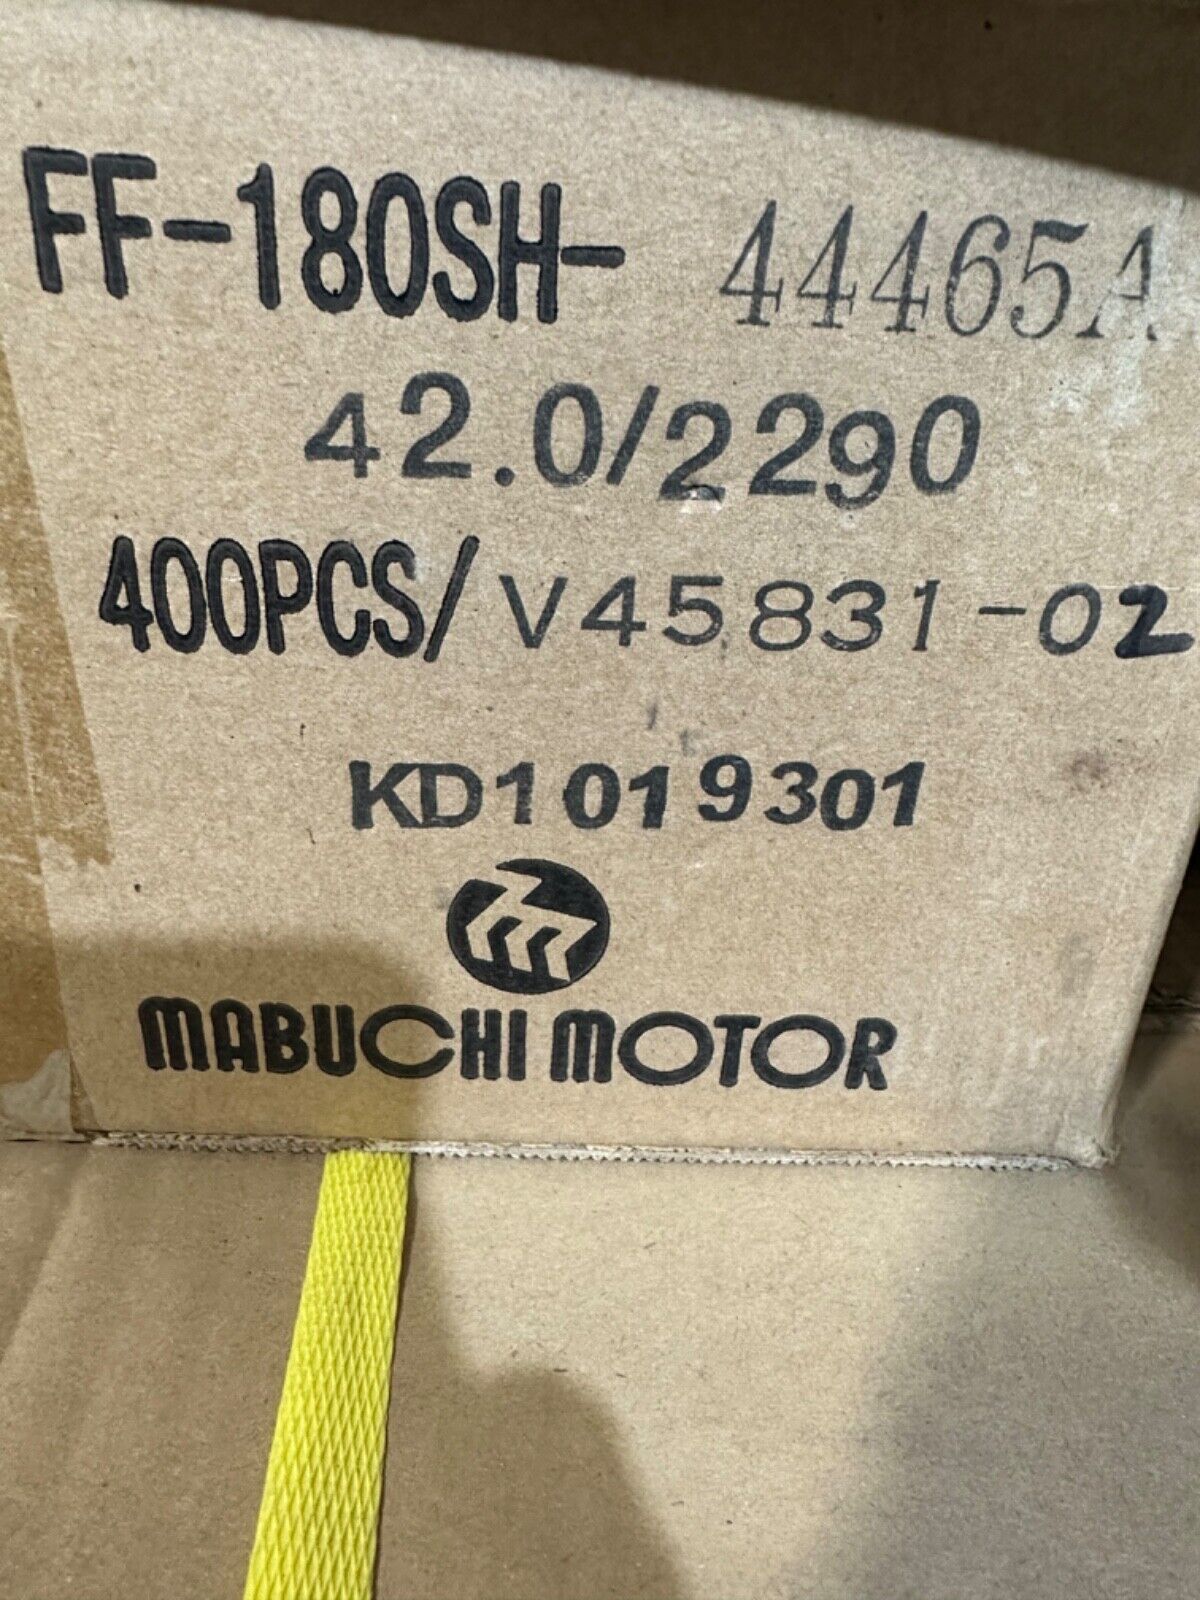 FF-180SH- 44465A
42.0/2290
400PCS/V45831-02
KD1019301
MABUCHI MOTOR